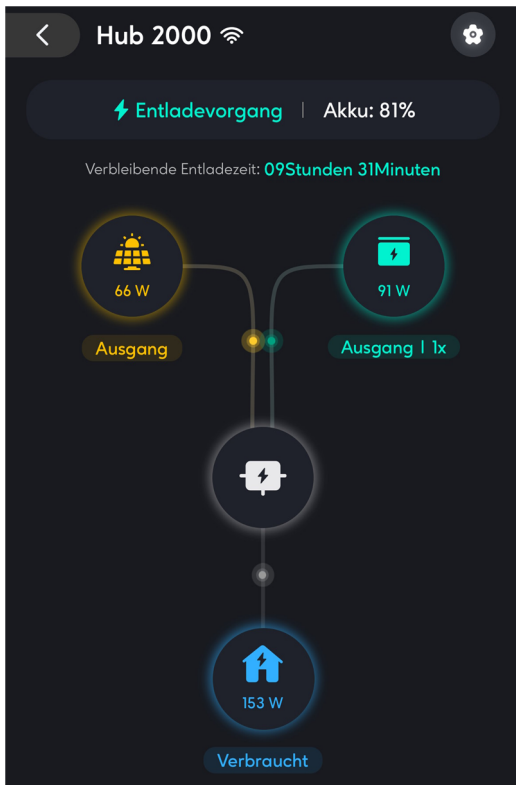 Hub 2000
Entladevorgang | Akku: 81%
Verbleibende Entladezeit: 09Stunden 31Minuten
66 W
91 W
Ausgang
Ausgang | 1x
153 W
Verbraucht